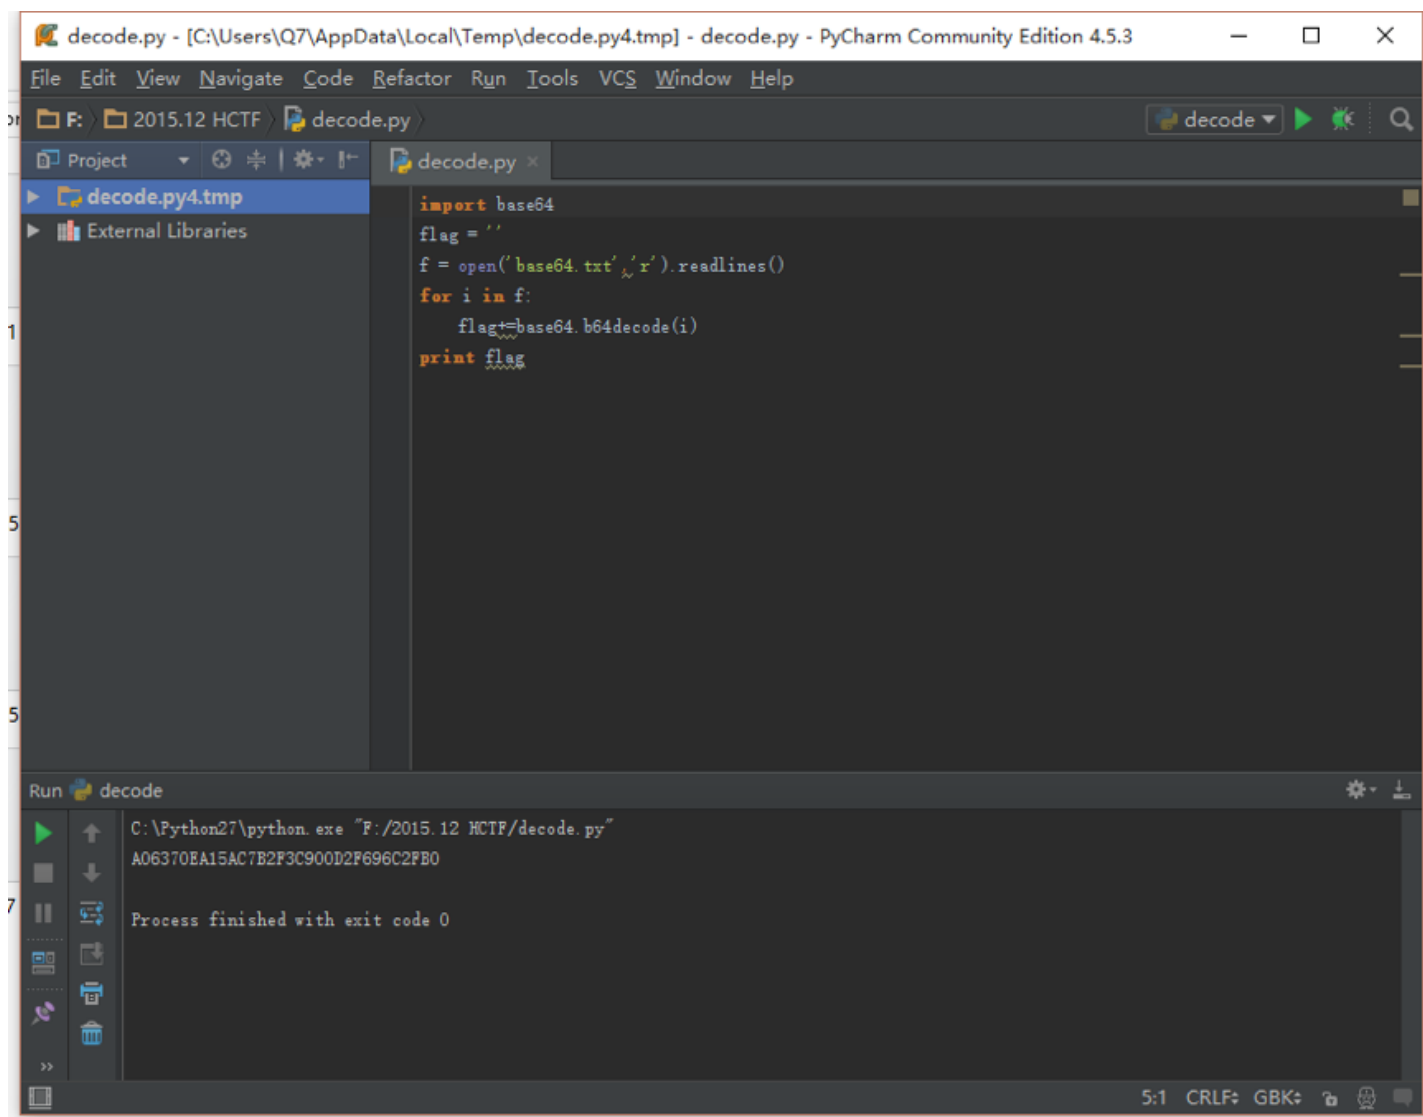 decode.py - [C:\Users\Q7\AppData\Local\Temp\decode.py4.tmp] - decode.py - PyCharm Community Edition 4.5.3
File Edit View Navigate Code Refactor Run Tools VCS Window Help
F: 2015.12 HCTF decode.py
decode
Project
decode.py
decode.py4.tmp
External Libraries
import base64
flag = ''
f = open('base64.txt','r').readlines()
for i in f:
    flag+=base64.b64decode(i)
print flag
1
5
5
7
Run decode
C:\Python27\python.exe "F:/2015.12 HCTF/decode.py"
A06370EA15AC7B2F3C900D2F696C2FB0
Process finished with exit code 0
5:1 CRLF GBK